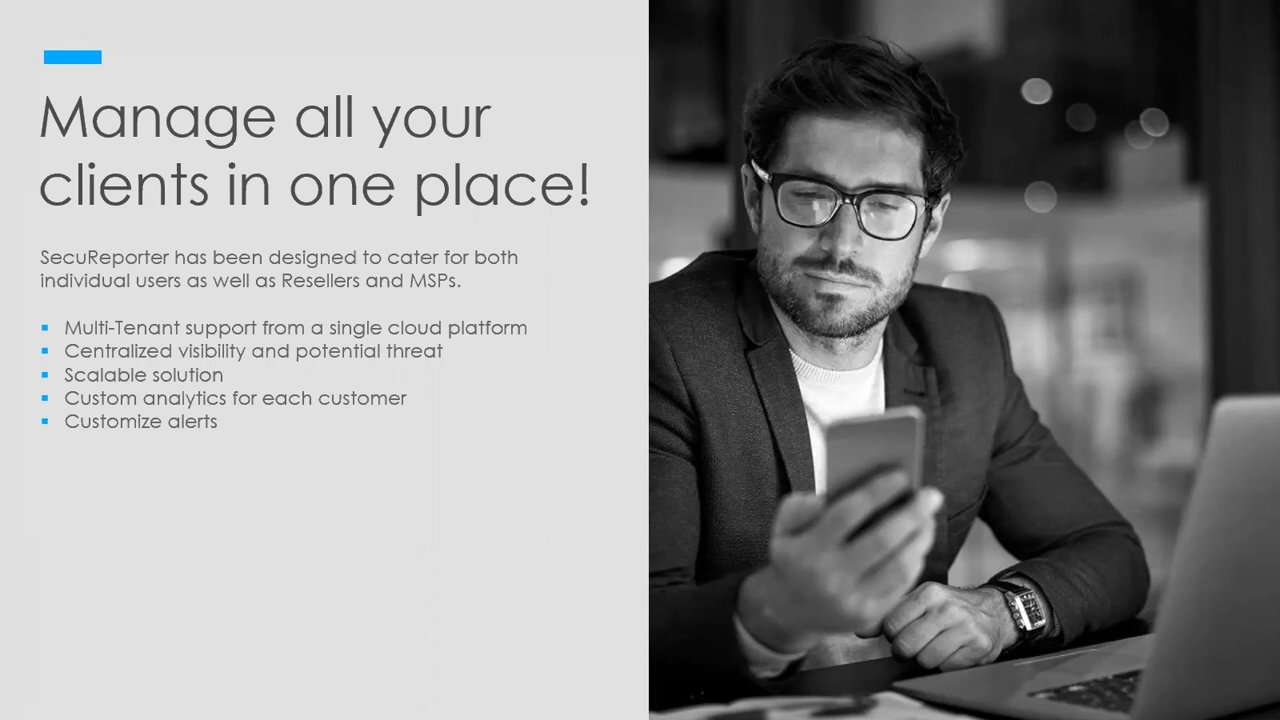 Manage all your
clients in one place!
SecuReporter has been designed to cater for both
individual users as well as Resellers and MSPs.
▪ Multi-Tenant support from a single cloud platform
▪ Centralized visibility and potential threat
▪ Scalable solution
▪ Custom analytics for each customer
▪ Customize alerts